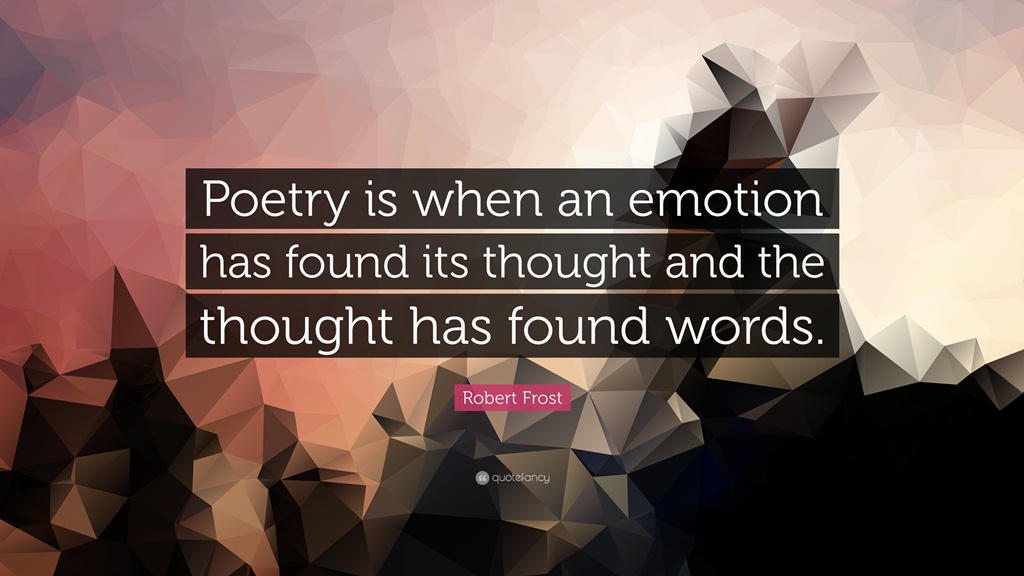 Poetry is when an emotion
has found its thought and the
thought has found words.
Robert Frost
quotefancy